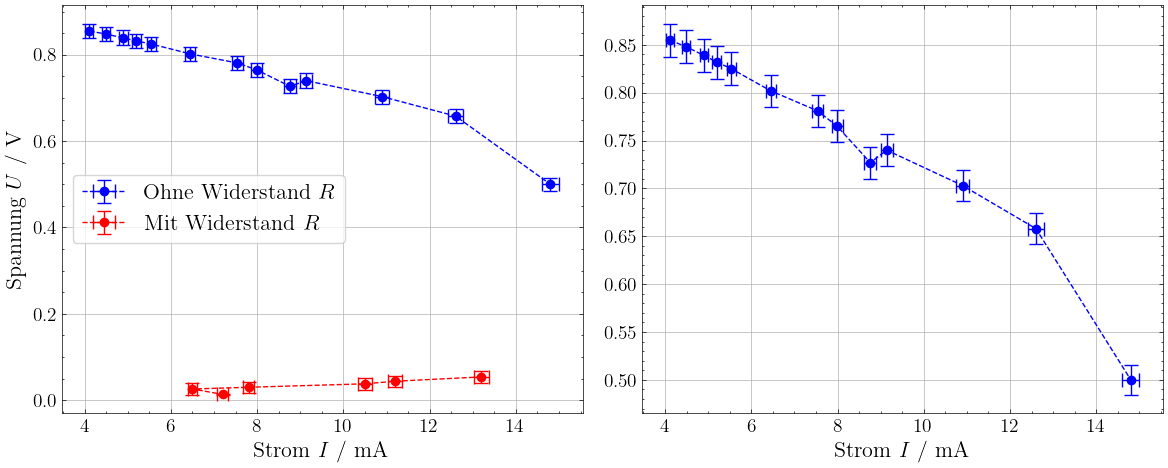 Spannung U / V
0.8
0.6
0.4
0.2
0.0
Ohne Widerstand R
Mit Widerstand R
4 6 8 10 12 14
Strom I / mA
0.85
0.80
0.75
0.70
0.65
0.60
0.55
0.50
4 6 8 10 12 14
Strom I / mA